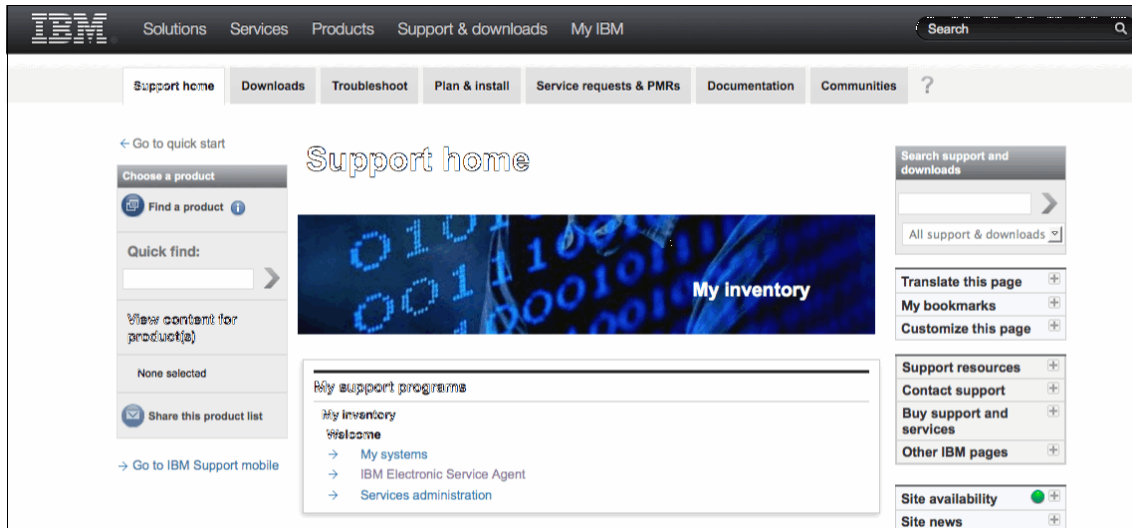 IBM
Solutions Services Products Support & downloads My IBM
Search
Support home Downloads Troubleshoot Plan & install Service requests & PMRs Documentation Communities ?
← Go to quick start
Choose a product
Find a product
Quick find:
View content for
product(s)
None selected
Share this product list
→ Go to IBM Support mobile
Support home
My inventory
My support programs
My inventory
Welcome
→ My systems
→ IBM Electronic Service Agent
→ Services administration
Search support and
downloads
All support & downloads
Translate this page
My bookmarks
Customize this page
Support resources
Contact support
Buy support and
services
Other IBM pages
Site availability
Site news